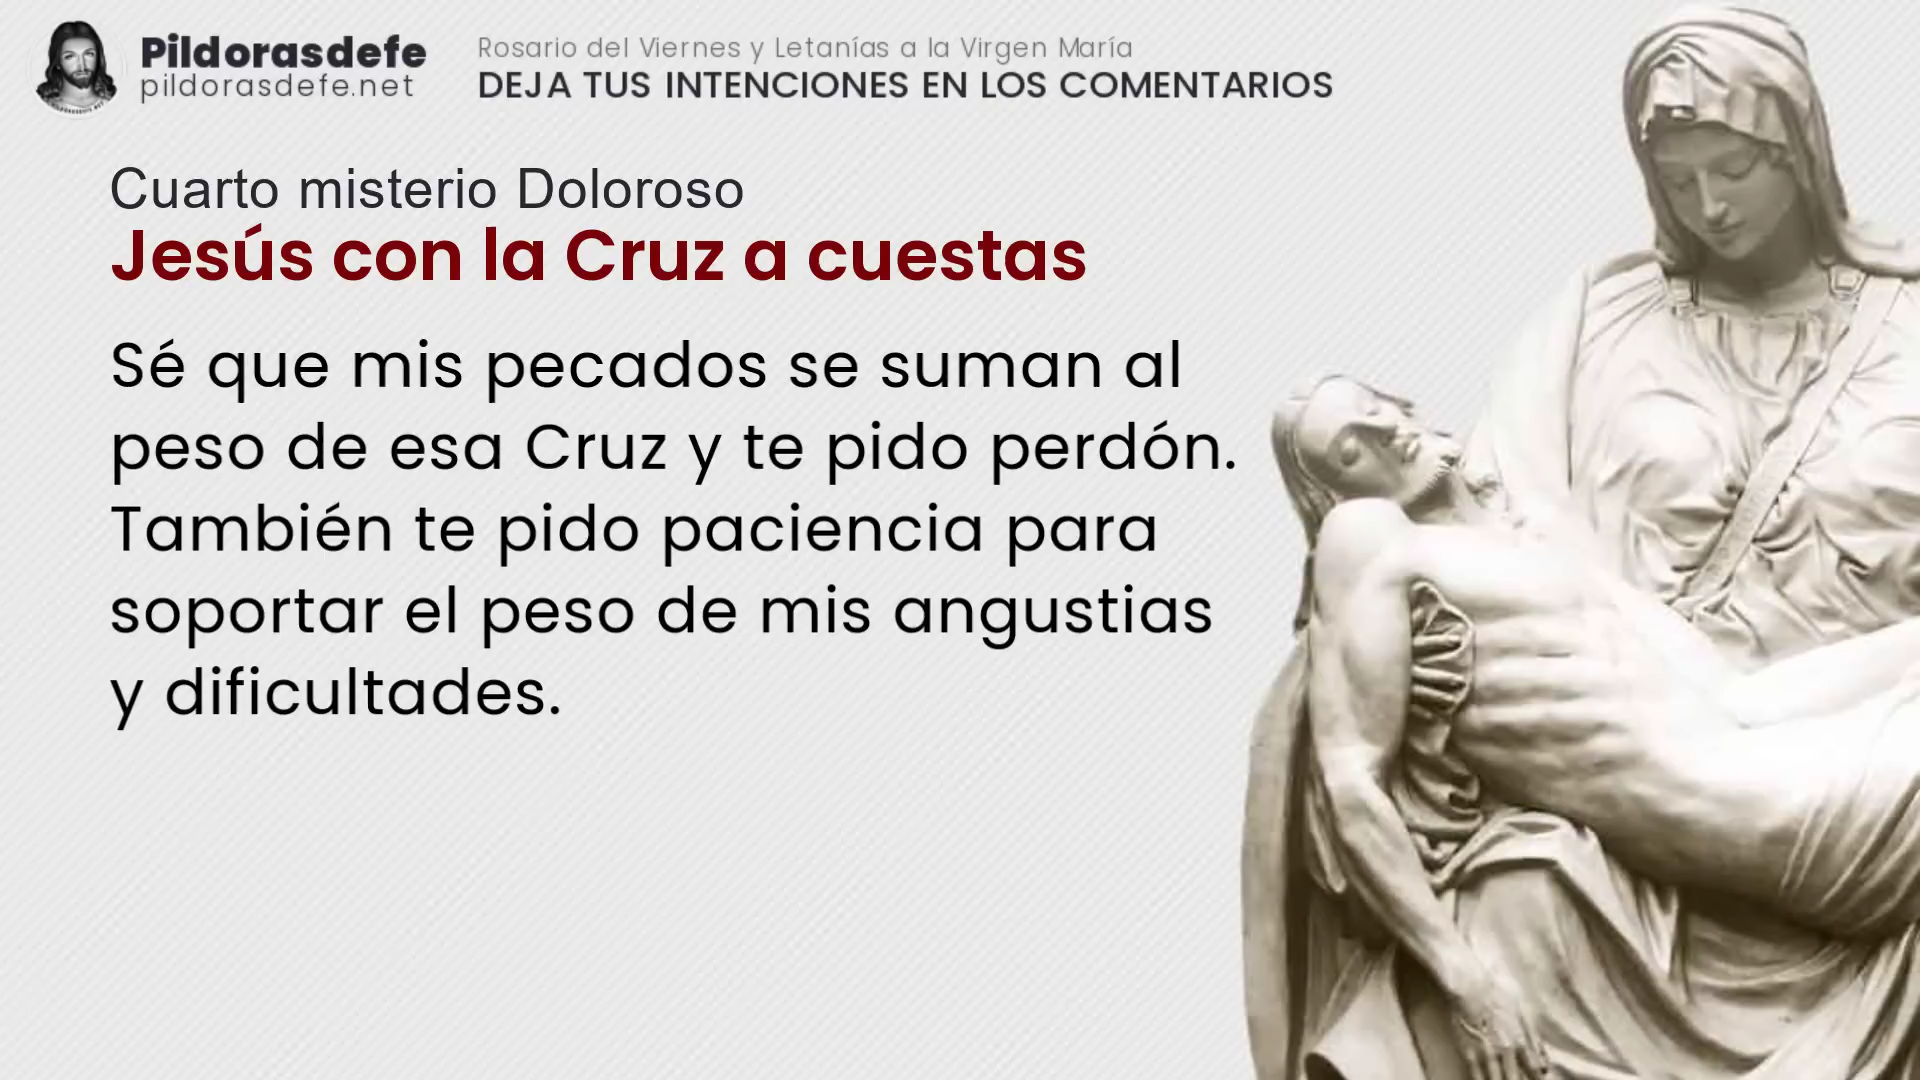 Pildorasdefe
pildorasdefe.net
Rosario del Viernes y Letanías a la Virgen María
DEJA TUS INTENCIONES EN LOS COMENTARIOS
Cuarto misterio Doloroso
Jesús con la Cruz a cuestas
Sé que mis pecados se suman al
peso de esa Cruz y te pido perdón.
También te pido paciencia para
soportar el peso de mis angustias
y dificultades.